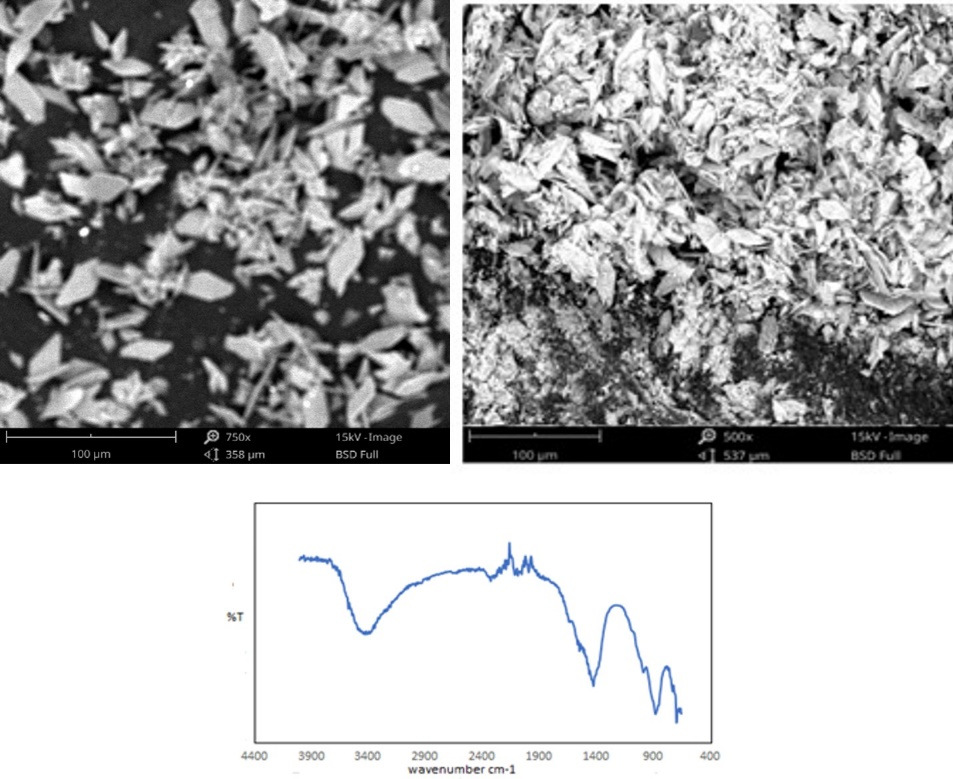 750x
15kV -Image
100 µm
358 µm
BSD Full
500x
15kV -Image
100 µm
537 µm
BSD Full
%T
4400 3900 3400 2900 2400 1900 1400 900 400
wavenumber cm-1